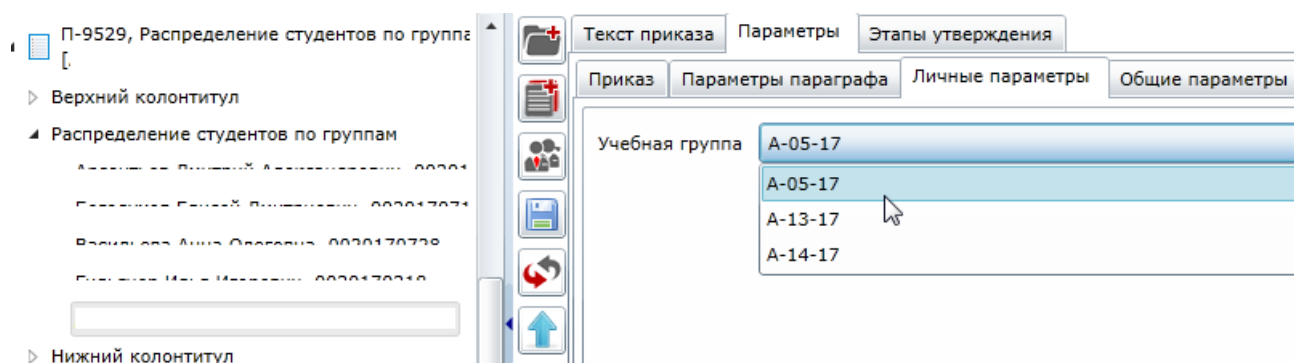 П-9529, Распределение студентов по группа
[.
Верхний колонтитул
Распределение студентов по группам
Нижний колонтитул
Текст приказа Параметры Этапы утверждения
Приказ Параметры параграфа Личные параметры Общие параметры
Учебная группа А-05-17
А-05-17
А-13-17
А-14-17